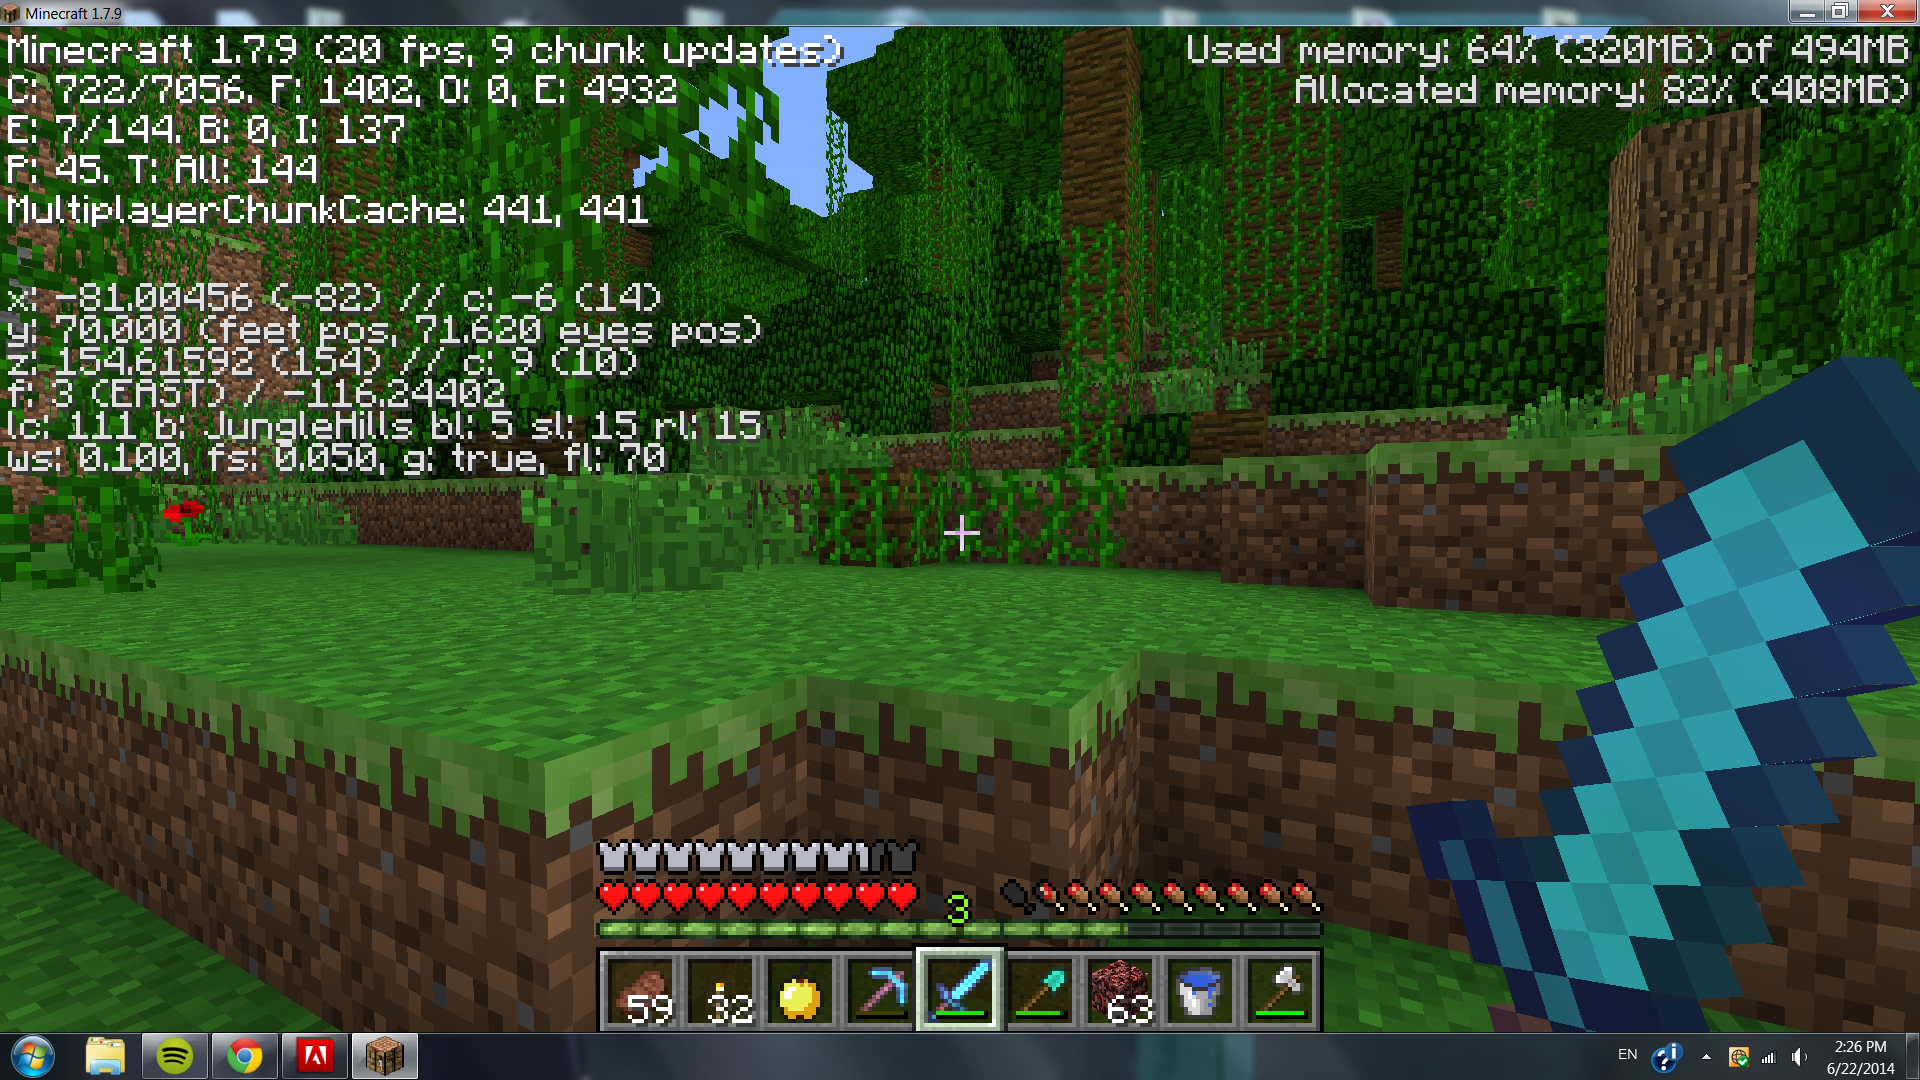 Minecraft 1.7.9
Minecraft 1.7.9 (20 fps, 9 chunk updates)
Used memory: 64% (320MB) of 494MB
C: 722/7056. F: 1402, O: 0, E: 4932
Allocated memory: 82% (408MB)
E: 7/144. B: 0, I: 137
P: 45. T: All: 144
MultiplayerChunkCache: 441, 441
x: -81.00456 (-82) // c: -6 (14)
y: 70.000 (feet pos, 71.620 eyes pos)
z: 154.61592 (154) // c: 9 (10)
f: 3 (EAST) / -116.24402
lc: 111 b: JungleHills bl: 5 sl: 15 rl: 15
ws: 0.100, fs: 0.050, g: true, fl: 70
3
59 32 63
EN
2:26 PM
6/22/2014